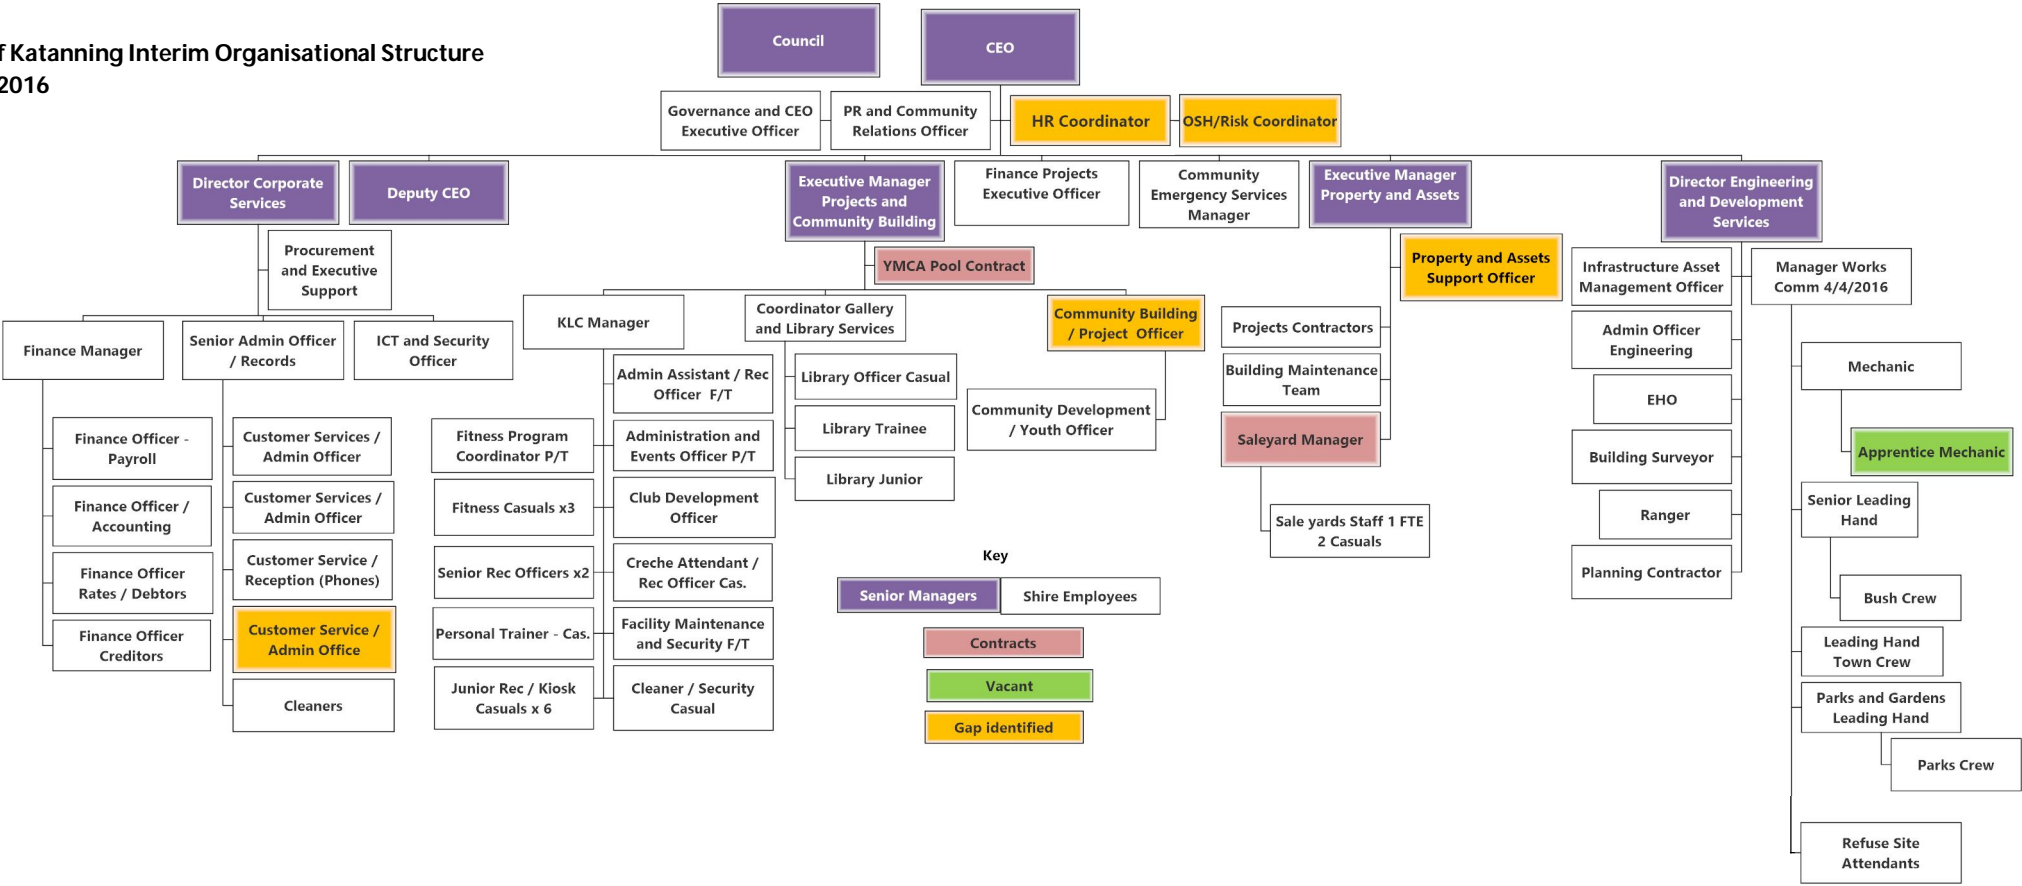 f Katanning Interim Organisational Structure
2016
Council
CEO
Governance and CEO
Executive Officer
PR and Community
Relations Officer
HR Coordinator
OSH/Risk Coordinator
Director Corporate
Services
Deputy CEO
Executive Manager
Projects and
Community Building
Finance Projects
Executive Officer
Community
Emergency Services
Manager
Executive Manager
Property and Assets
Director Engineering
and Development
Services
Procurement
and Executive
Support
Finance Manager
Senior Admin Officer
/ Records
ICT and Security
Officer
Finance Officer -
Payroll
Finance Officer /
Accounting
Finance Officer
Rates / Debtors
Finance Officer
Creditors
Customer Services /
Admin Officer
Customer Services /
Admin Officer
Customer Service /
Reception (Phones)
Customer Service /
Admin Office
Cleaners
YMCA Pool Contract
KLC Manager
Coordinator Gallery
and Library Services
Community Building
/ Project Officer
Admin Assistant / Rec
Officer F/T
Fitness Program
Coordinator P/T
Administration and
Events Officer P/T
Fitness Casuals x3
Club Development
Officer
Senior Rec Officers x2
Creche Attendant /
Rec Officer Cas.
Personal Trainer - Cas.
Facility Maintenance
and Security F/T
Junior Rec / Kiosk
Casuals x 6
Cleaner / Security
Casual
Library Officer Casual
Library Trainee
Library Junior
Community Development
/ Youth Officer
Property and Assets
Support Officer
Projects Contractors
Building Maintenance
Team
Saleyard Manager
Sale yards Staff 1 FTE
2 Casuals
Infrastructure Asset
Management Officer
Manager Works
Comm 4/4/2016
Admin Officer
Engineering
EHO
Building Surveyor
Ranger
Planning Contractor
Mechanic
Apprentice Mechanic
Senior Leading
Hand
Bush Crew
Leading Hand
Town Crew
Parks and Gardens
Leading Hand
Parks Crew
Refuse Site
Attendants
Key
Senior Managers
Shire Employees
Contracts
Vacant
Gap identified